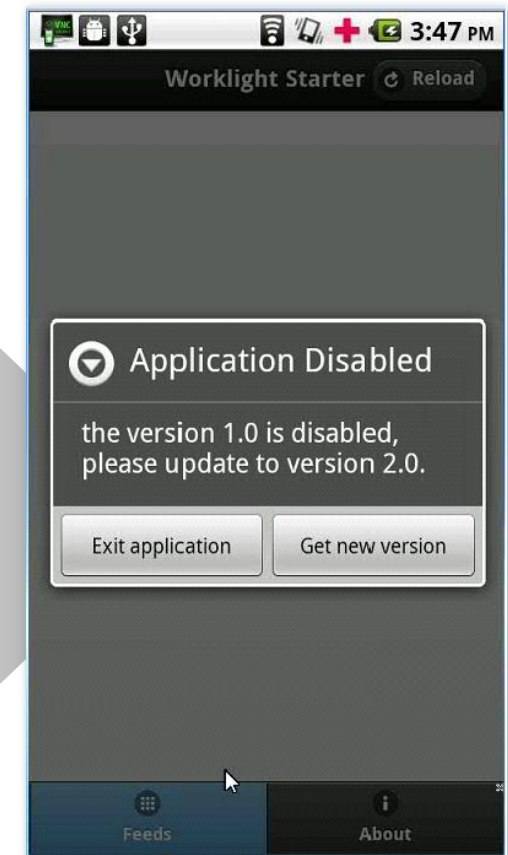 VNC
3:47 PM
Worklight Starter
Reload
Application Disabled
the version 1.0 is disabled,
please update to version 2.0.
Exit application
Get new version
Feeds
About